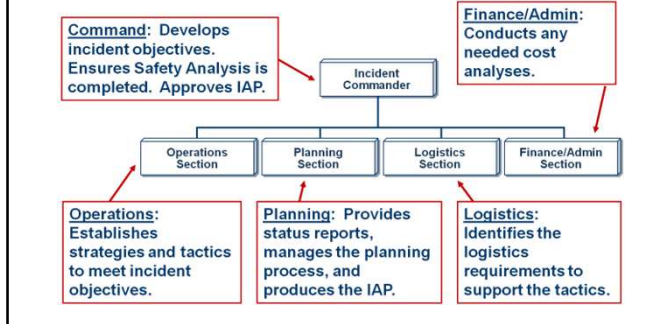 Command: Develops
incident objectives.
Ensures Safety Analysis is
completed. Approves IAP.
Finance/Admin:
Conducts any
needed cost
analyses.
Incident
Commander
Operations
Section
Planning
Section
Logistics
Section
Finance/Admin
Section
Operations:
Establishes
strategies and tactics
to meet incident
objectives.
Planning: Provides
status reports,
manages the planning
process, and
produces the IAP.
Logistics:
Identifies the
logistics
requirements to
support the tactics.